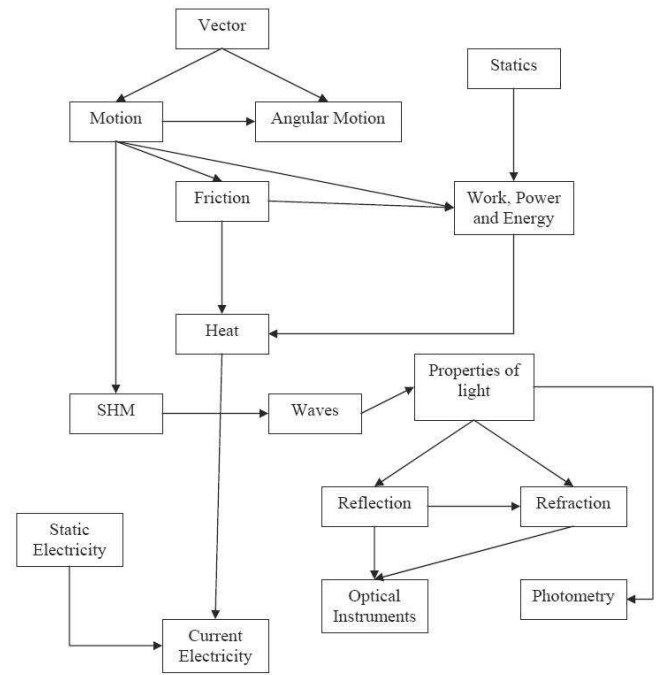 Vector
Statics
Motion
Angular Motion
Friction
Work, Power
and Energy
Heat
Properties of
light
SHM
Waves
Reflection
Refraction
Static
Electricity
Optical
Instruments
Photometry
Current
Electricity